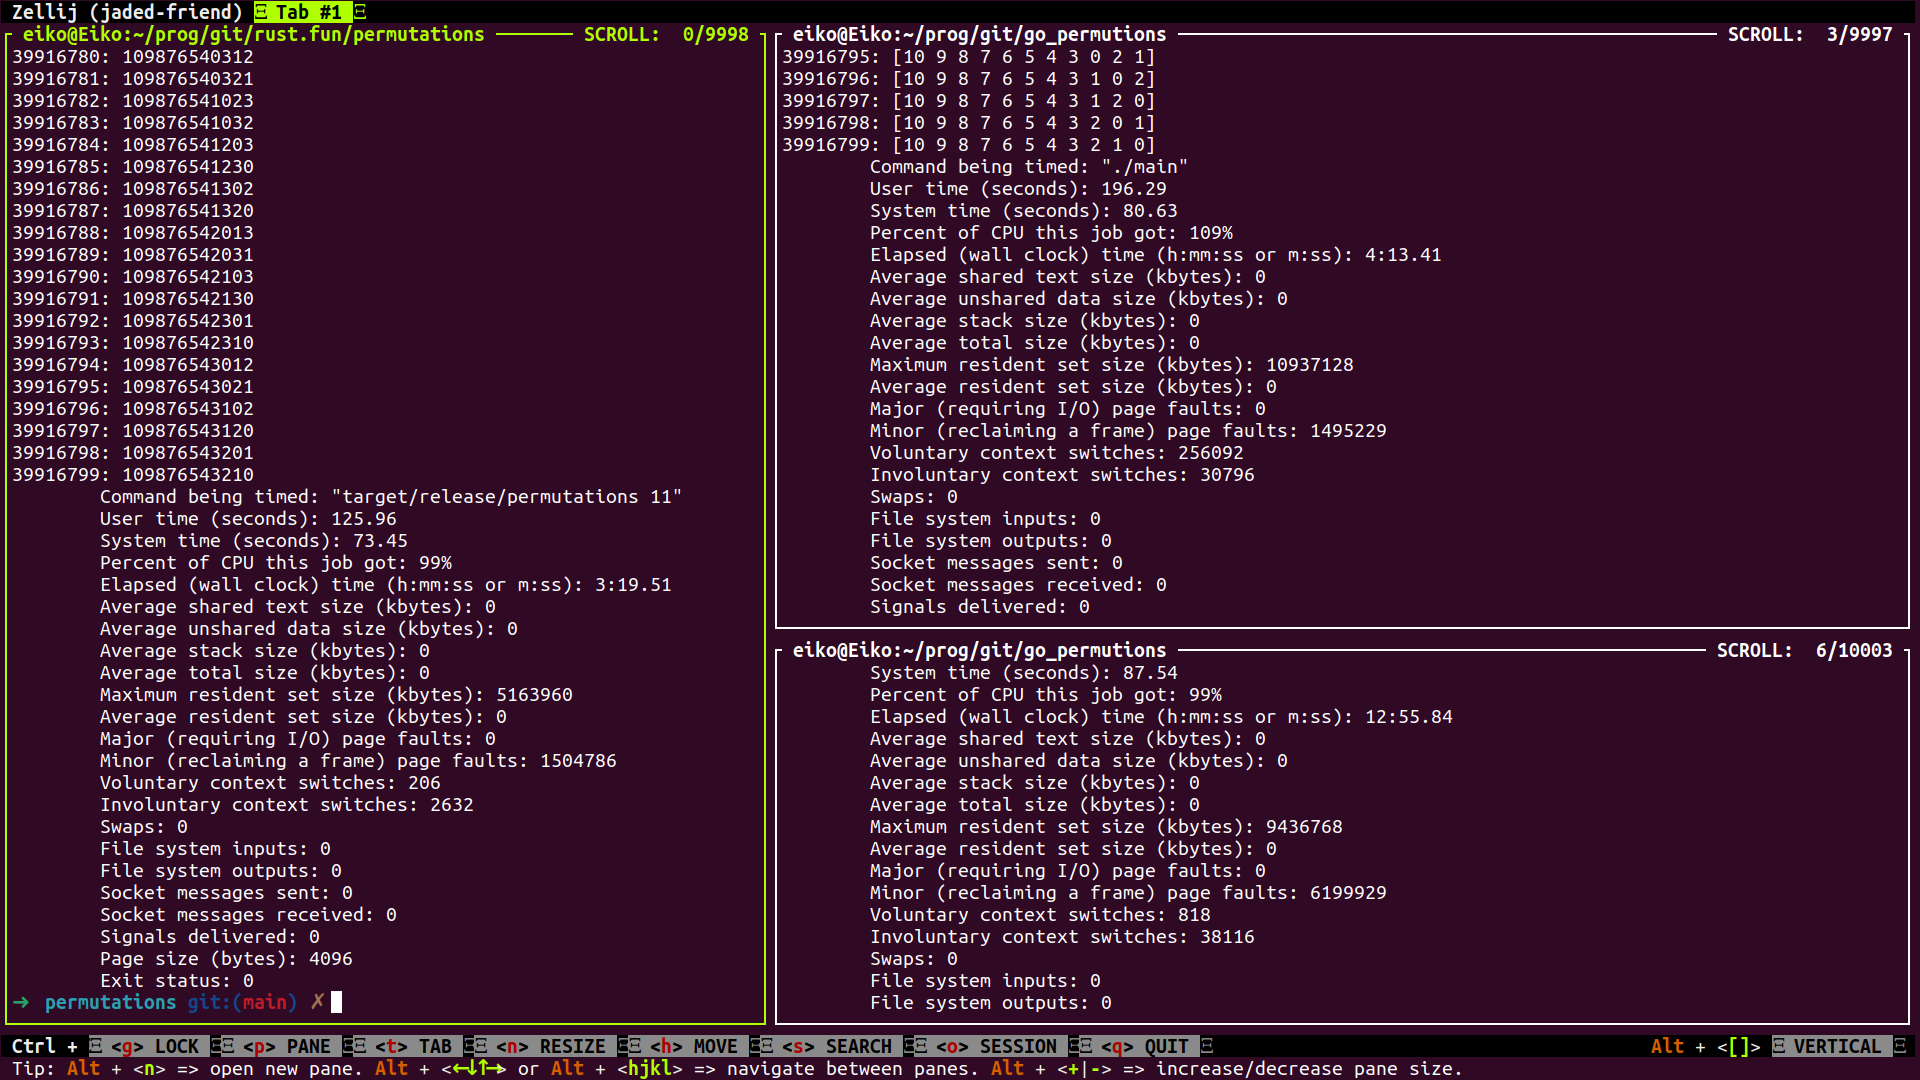 Zellij (jaded-friend) Tab #1
eiko@Eiko:~/prog/git/rust.fun/permutations SCROLL: 0/9998
39916780: 109876540312
39916781: 109876540321
39916782: 109876541023
39916783: 109876541032
39916784: 109876541203
39916785: 109876541230
39916786: 109876541302
39916787: 109876541320
39916788: 109876542013
39916789: 109876542031
39916790: 109876542103
39916791: 109876542130
39916792: 109876542301
39916793: 109876542310
39916794: 109876543012
39916795: 109876543021
39916796: 109876543102
39916797: 109876543120
39916798: 109876543201
39916799: 109876543210
Command being timed: "target/release/permutations 11"
User time (seconds): 125.96
System time (seconds): 73.45
Percent of CPU this job got: 99%
Elapsed (wall clock) time (h:mm:ss or m:ss): 3:19.51
Average shared text size (kbytes): 0
Average unshared data size (kbytes): 0
Average stack size (kbytes): 0
Average total size (kbytes): 0
Maximum resident set size (kbytes): 5163960
Average resident set size (kbytes): 0
Major (requiring I/O) page faults: 0
Minor (reclaiming a frame) page faults: 1504786
Voluntary context switches: 206
Involuntary context switches: 2632
Swaps: 0
File system inputs: 0
File system outputs: 0
Socket messages sent: 0
Socket messages received: 0
Signals delivered: 0
Page size (bytes): 4096
Exit status: 0
→ permutations git:(main) ✗
eiko@Eiko:~/prog/git/go_permutions SCROLL: 3/9997
39916795: [10 9 8 7 6 5 4 3 0 2 1]
39916796: [10 9 8 7 6 5 4 3 1 0 2]
39916797: [10 9 8 7 6 5 4 3 1 2 0]
39916798: [10 9 8 7 6 5 4 3 2 0 1]
39916799: [10 9 8 7 6 5 4 3 2 1 0]
Command being timed: "./main"
User time (seconds): 196.29
System time (seconds): 80.63
Percent of CPU this job got: 109%
Elapsed (wall clock) time (h:mm:ss or m:ss): 4:13.41
Average shared text size (kbytes): 0
Average unshared data size (kbytes): 0
Average stack size (kbytes): 0
Average total size (kbytes): 0
Maximum resident set size (kbytes): 10937128
Average resident set size (kbytes): 0
Major (requiring I/O) page faults: 0
Minor (reclaiming a frame) page faults: 1495229
Voluntary context switches: 256092
Involuntary context switches: 30796
Swaps: 0
File system inputs: 0
File system outputs: 0
Socket messages sent: 0
Socket messages received: 0
Signals delivered: 0
eiko@Eiko:~/prog/git/go_permutions SCROLL: 6/10003
System time (seconds): 87.54
Percent of CPU this job got: 99%
Elapsed (wall clock) time (h:mm:ss or m:ss): 12:55.84
Average shared text size (kbytes): 0
Average unshared data size (kbytes): 0
Average stack size (kbytes): 0
Average total size (kbytes): 0
Maximum resident set size (kbytes): 9436768
Average resident set size (kbytes): 0
Major (requiring I/O) page faults: 0
Minor (reclaiming a frame) page faults: 6199929
Voluntary context switches: 818
Involuntary context switches: 38116
Swaps: 0
File system inputs: 0
File system outputs: 0
Ctrl + <g> LOCK <p> PANE <t> TAB <n> RESIZE <h> MOVE <s> SEARCH <o> SESSION <q> QUIT Alt + <[]> VERTICAL
Tip: Alt + <n> => open new pane. Alt + <←↓↑→> or Alt + <hjkl> => navigate between panes. Alt + <+|-> => increase/decrease pane size.